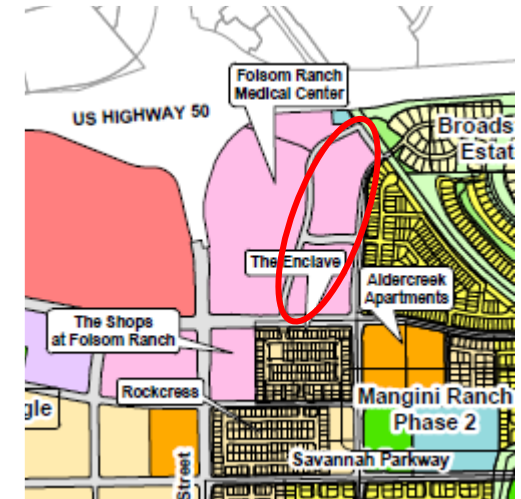 Folsom Ranch
Medical Center
US HIGHWAY 50
Broads
Estat
The Enclave
Aldercreek
Apartments
The Shops
at Folsom Ranch
Rockcress
gle
Mangini Ranch
Phase 2
Savannah Parkway
Street